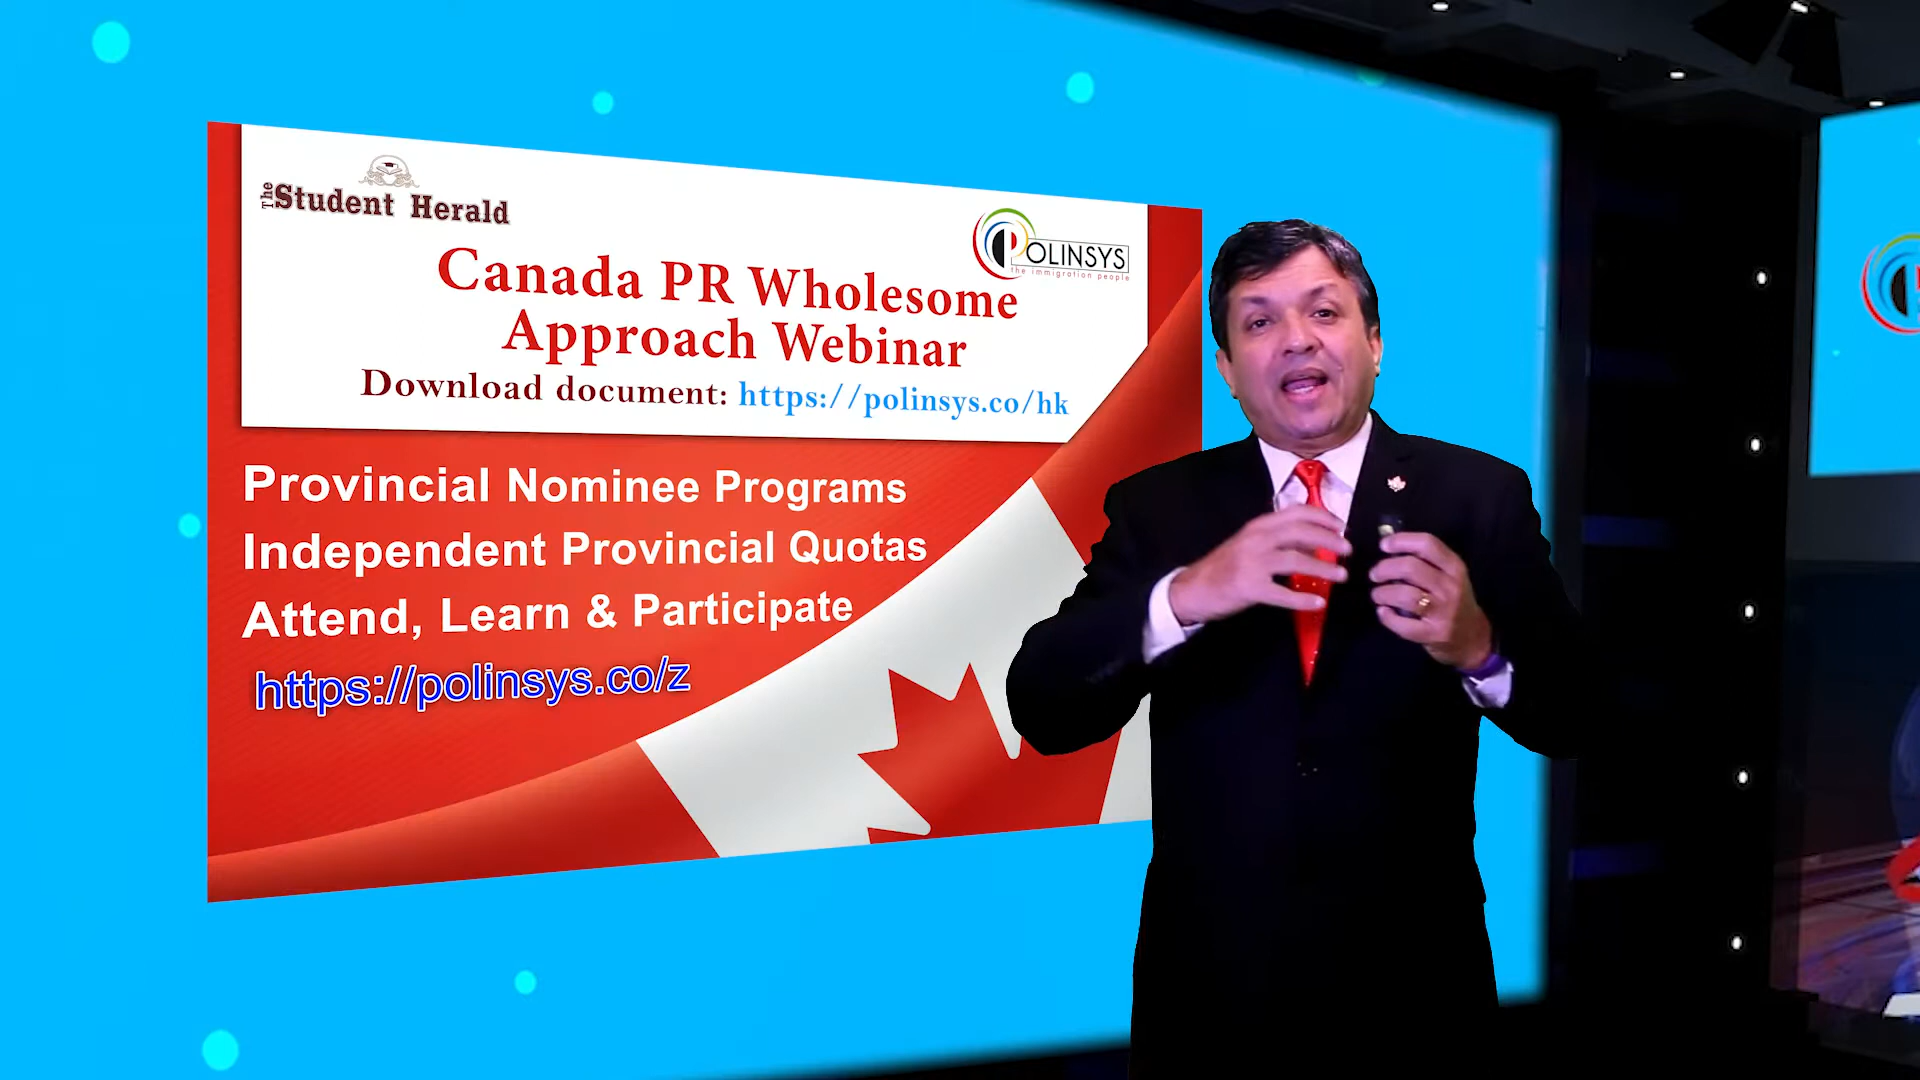 The Student Herald
POLINSYS
the immigration people
Canada PR Wholesome
Approach Webinar
Download document: https://polinsys.co/hk
Provincial Nominee Programs
Independent Provincial Quotas
Attend, Learn & Participate
https://polinsys.co/z